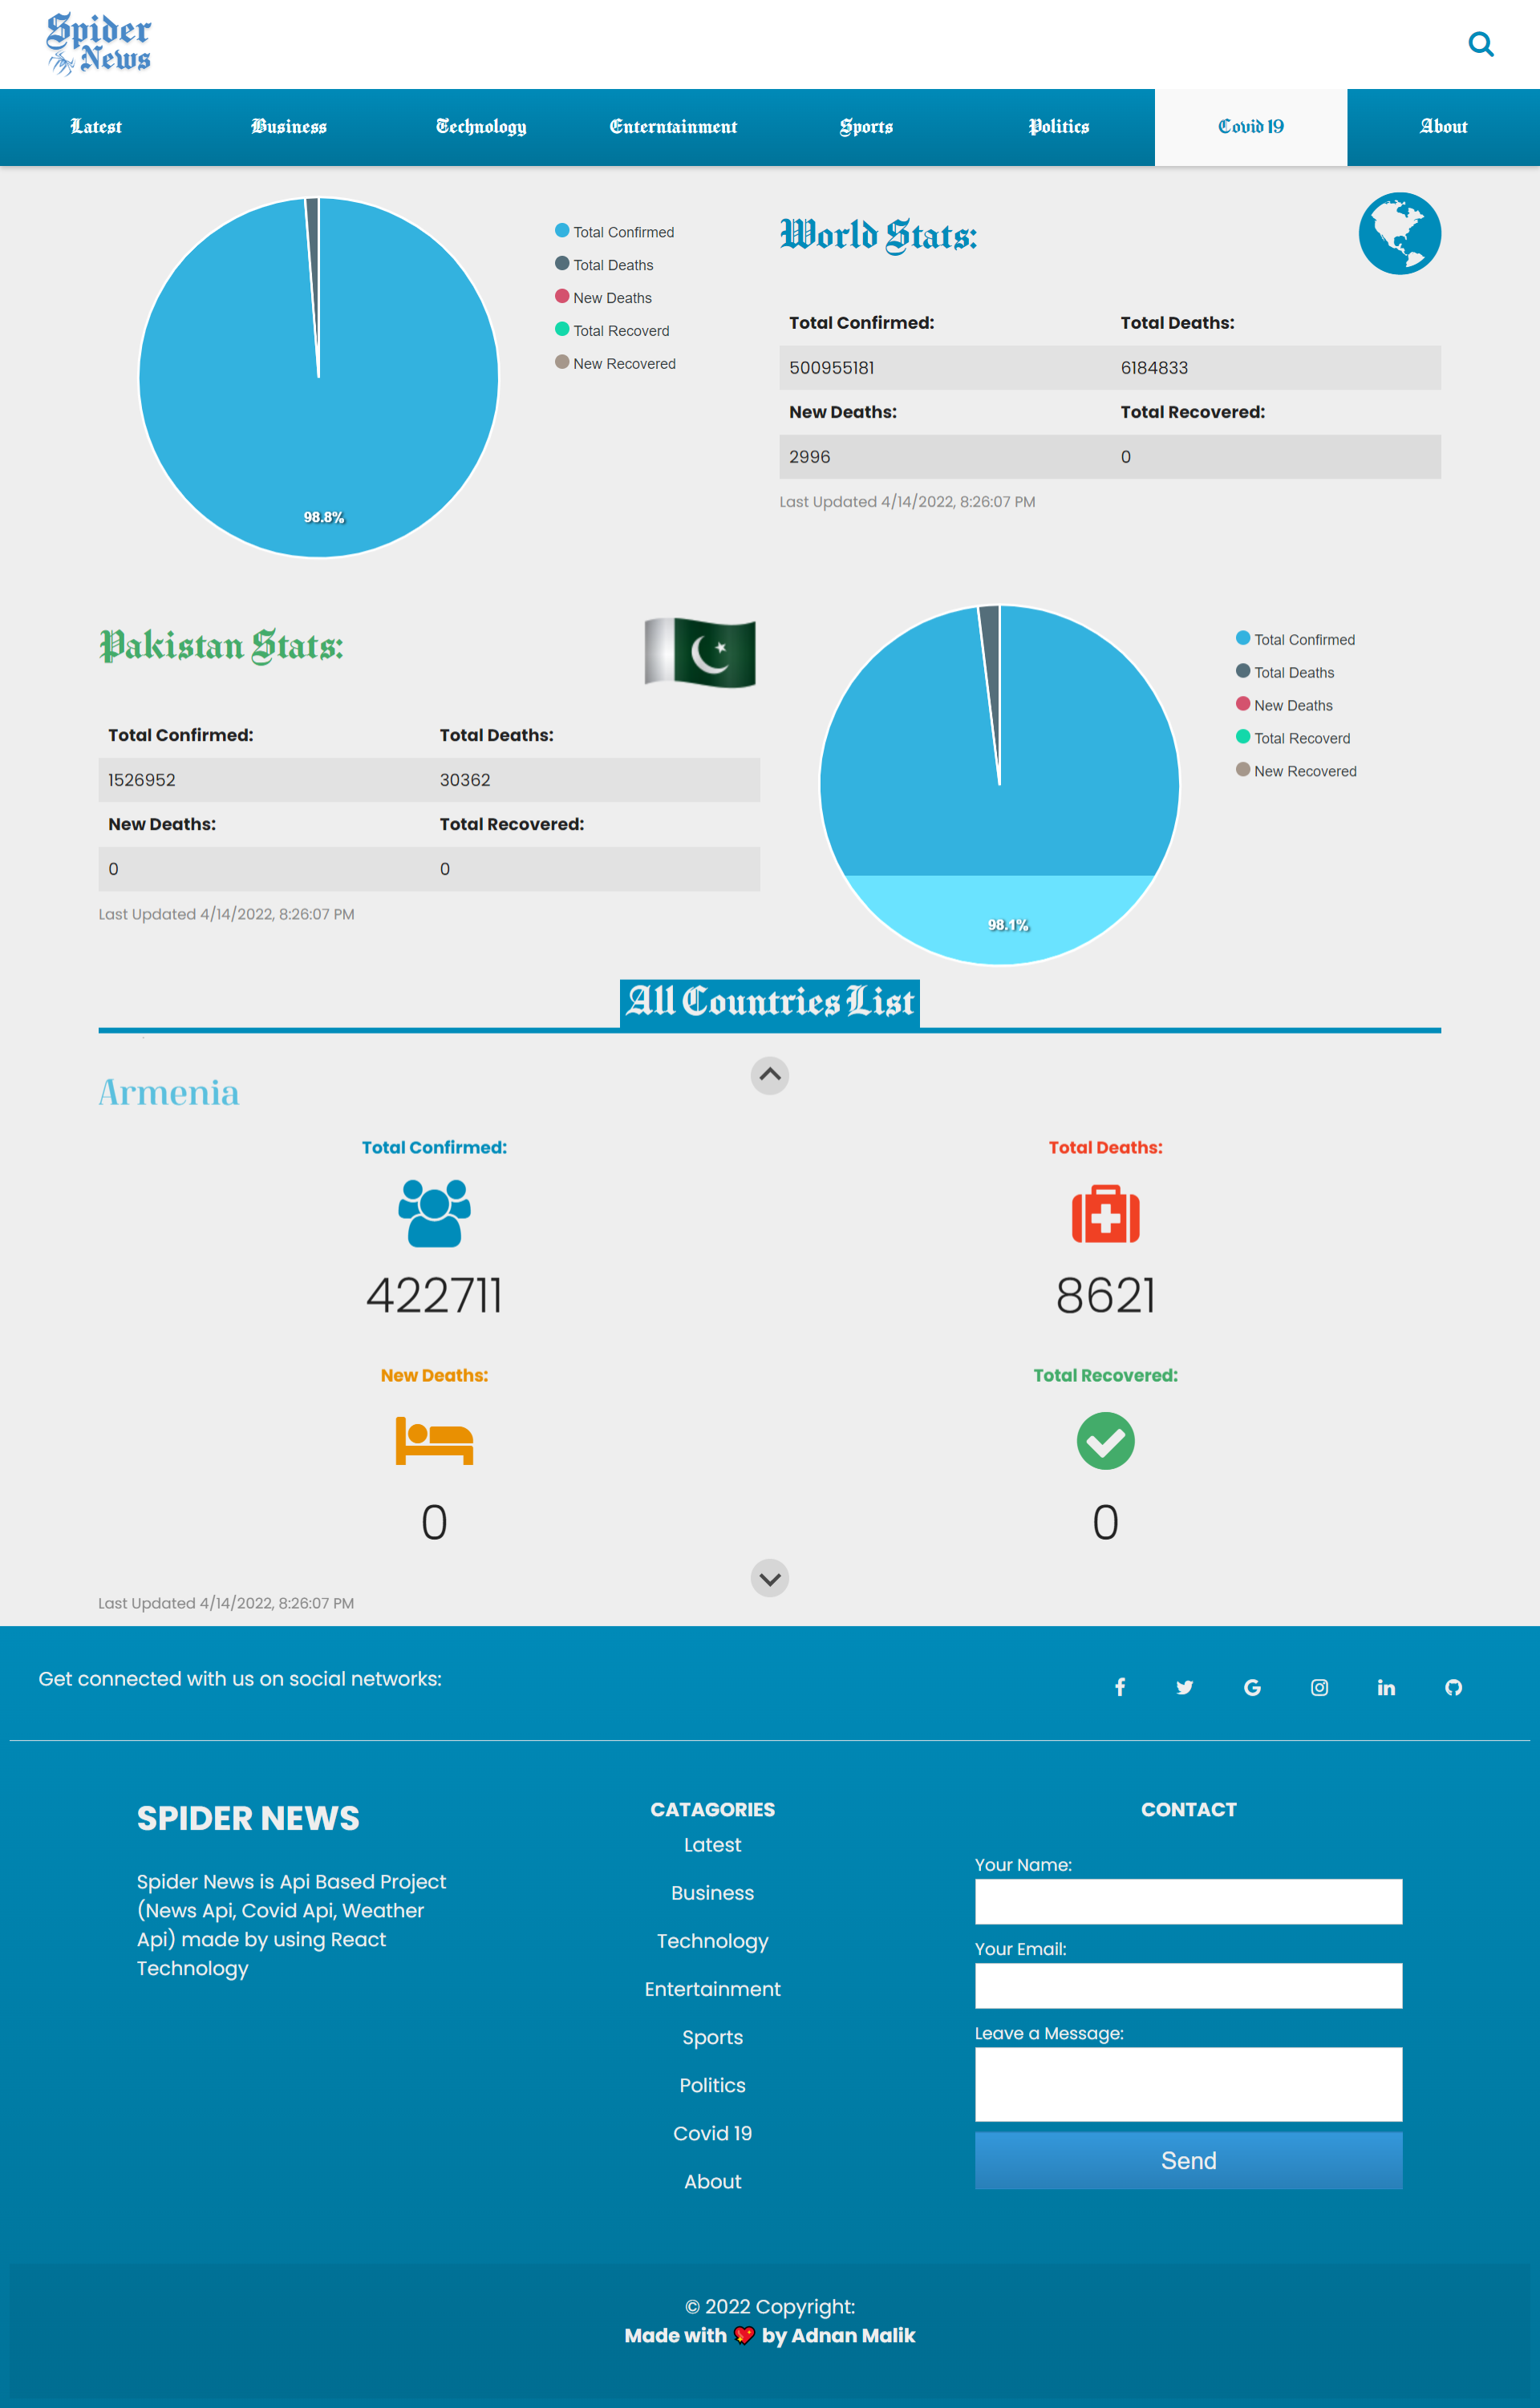 Spider
News
Latest
Business
Technology
Enterntainment
Sports
Politics
Covid 19
About
Total Confirmed
Total Deaths
New Deaths
Total Recoverd
New Recovered
98.8%
World Stats:
Total Confirmed: Total Deaths:
500955181 6184833
New Deaths: Total Recovered:
2996 0
Last Updated 4/14/2022, 8:26:07 PM
Pakistan Stats:
Total Confirmed: Total Deaths:
1526952 30362
New Deaths: Total Recovered:
0 0
Last Updated 4/14/2022, 8:26:07 PM
Total Confirmed
Total Deaths
New Deaths
Total Recoverd
New Recovered
98.1%
All Countries List
Armenia
Total Confirmed:
422711
Total Deaths:
8621
New Deaths:
0
Total Recovered:
0
Last Updated 4/14/2022, 8:26:07 PM
Get connected with us on social networks:
SPIDER NEWS
Spider News is Api Based Project
(News Api, Covid Api, Weather
Api) made by using React
Technology
CATAGORIES
Latest
Business
Technology
Entertainment
Sports
Politics
Covid 19
About
CONTACT
Your Name:
Your Email:
Leave a Message:
Send
© 2022 Copyright:
Made with 💖 by Adnan Malik